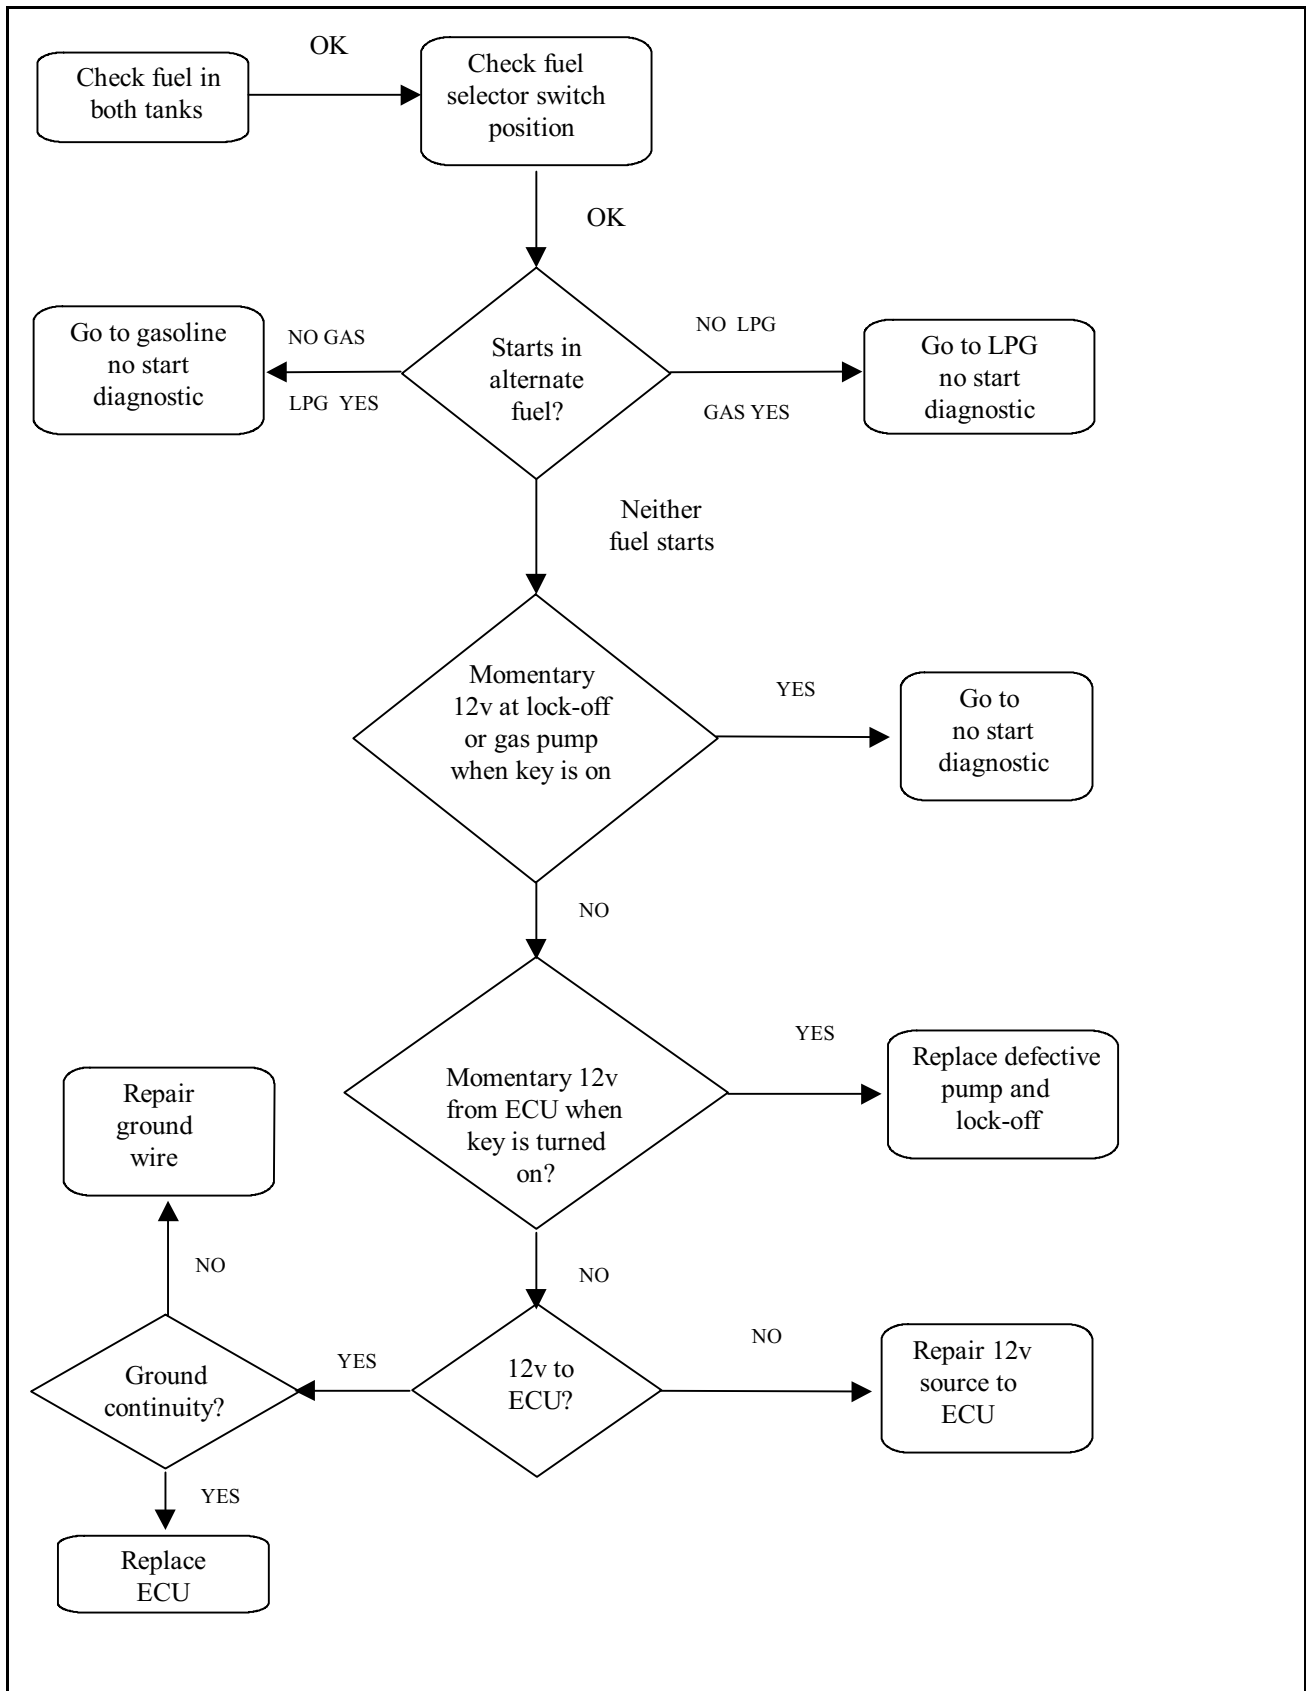 OK
Check fuel in
both tanks
Check fuel
selector switch
position
OK
Go to gasoline
no start
diagnostic
NO GAS
LPG YES
Starts in
alternate
fuel?
NO LPG
GAS YES
Go to LPG
no start
diagnostic
Neither
fuel starts
Momentary
12v at lock-off
or gas pump
when key is on
YES
Go to
no start
diagnostic
NO
Momentary 12v
from ECU when
key is turned
on?
YES
Replace defective
pump and
lock-off
Repair
ground
wire
NO
NO
Ground
continuity?
YES
12v to
ECU?
NO
Repair 12v
source to
ECU
YES
Replace
ECU